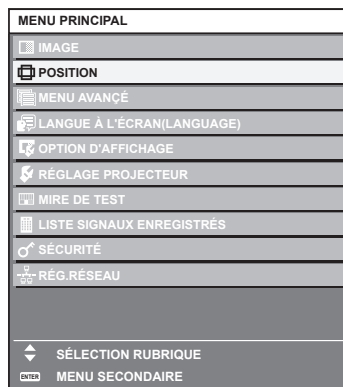 MENU PRINCIPAL
IMAGE
POSITION
MENU AVANÇÉ
LANGUE À L'ÉCRAN(LANGUAGE)
OPTION D'AFFICHAGE
RÉGLAGE PROJECTEUR
MIRE DE TEST
LISTE SIGNAUX ENREGISTRÉS
SÉCURITÉ
RÉG.RÉSEAU
SÉLECTION RUBRIQUE
ENTER MENU SECONDAIRE